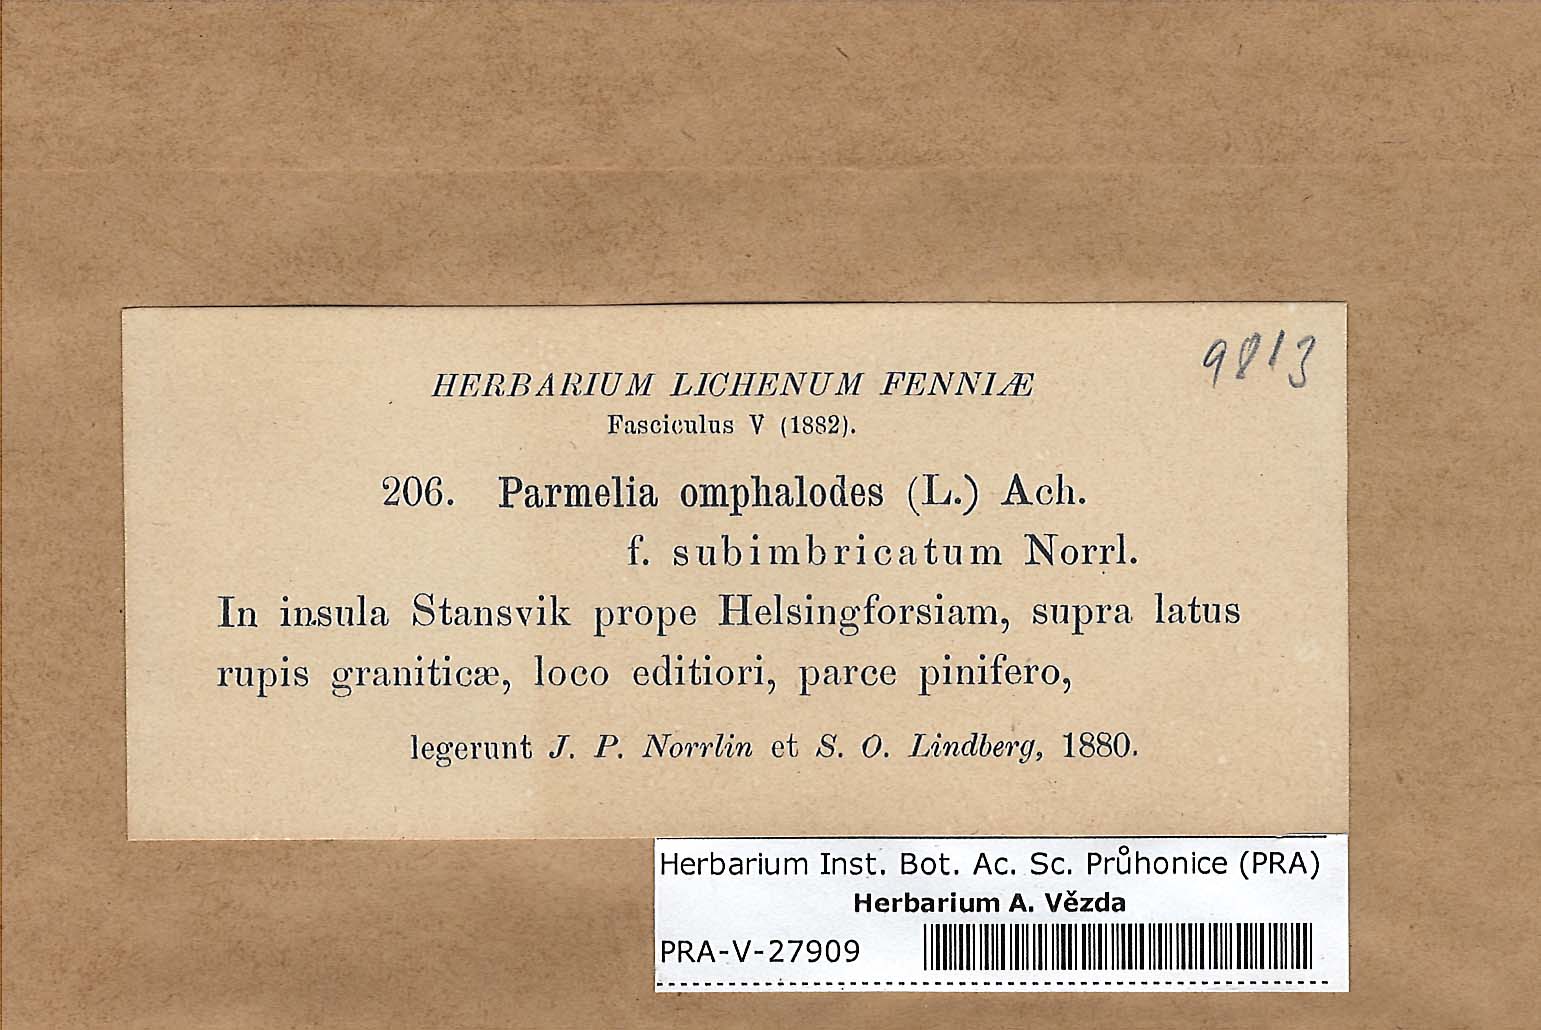 9813
HERBARIUM LICHENUM FENNIÆ
Fasciculus V (1882).
206. Parmelia omphalodes (L.) Ach.
f. subimbricatum Norrl.
In insula Stansvik prope Helsingforsiam, supra latus
rupis graniticæ, loco editiori, parce pinifero,
legerunt J. P. Norrlin et S. O. Lindberg, 1880.
Herbarium Inst. Bot. Ac. Sc. Průhonice (PRA)
Herbarium A. Vězda
PRA-V-27909